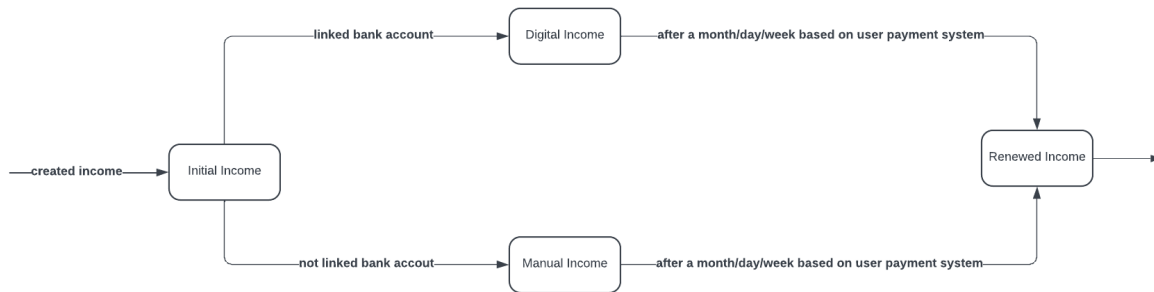 linked bank account
Digital Income
after a month/day/week based on user payment system
created income
Initial Income
Renewed Income
not linked bank accout
Manual Income
after a month/day/week based on user payment system